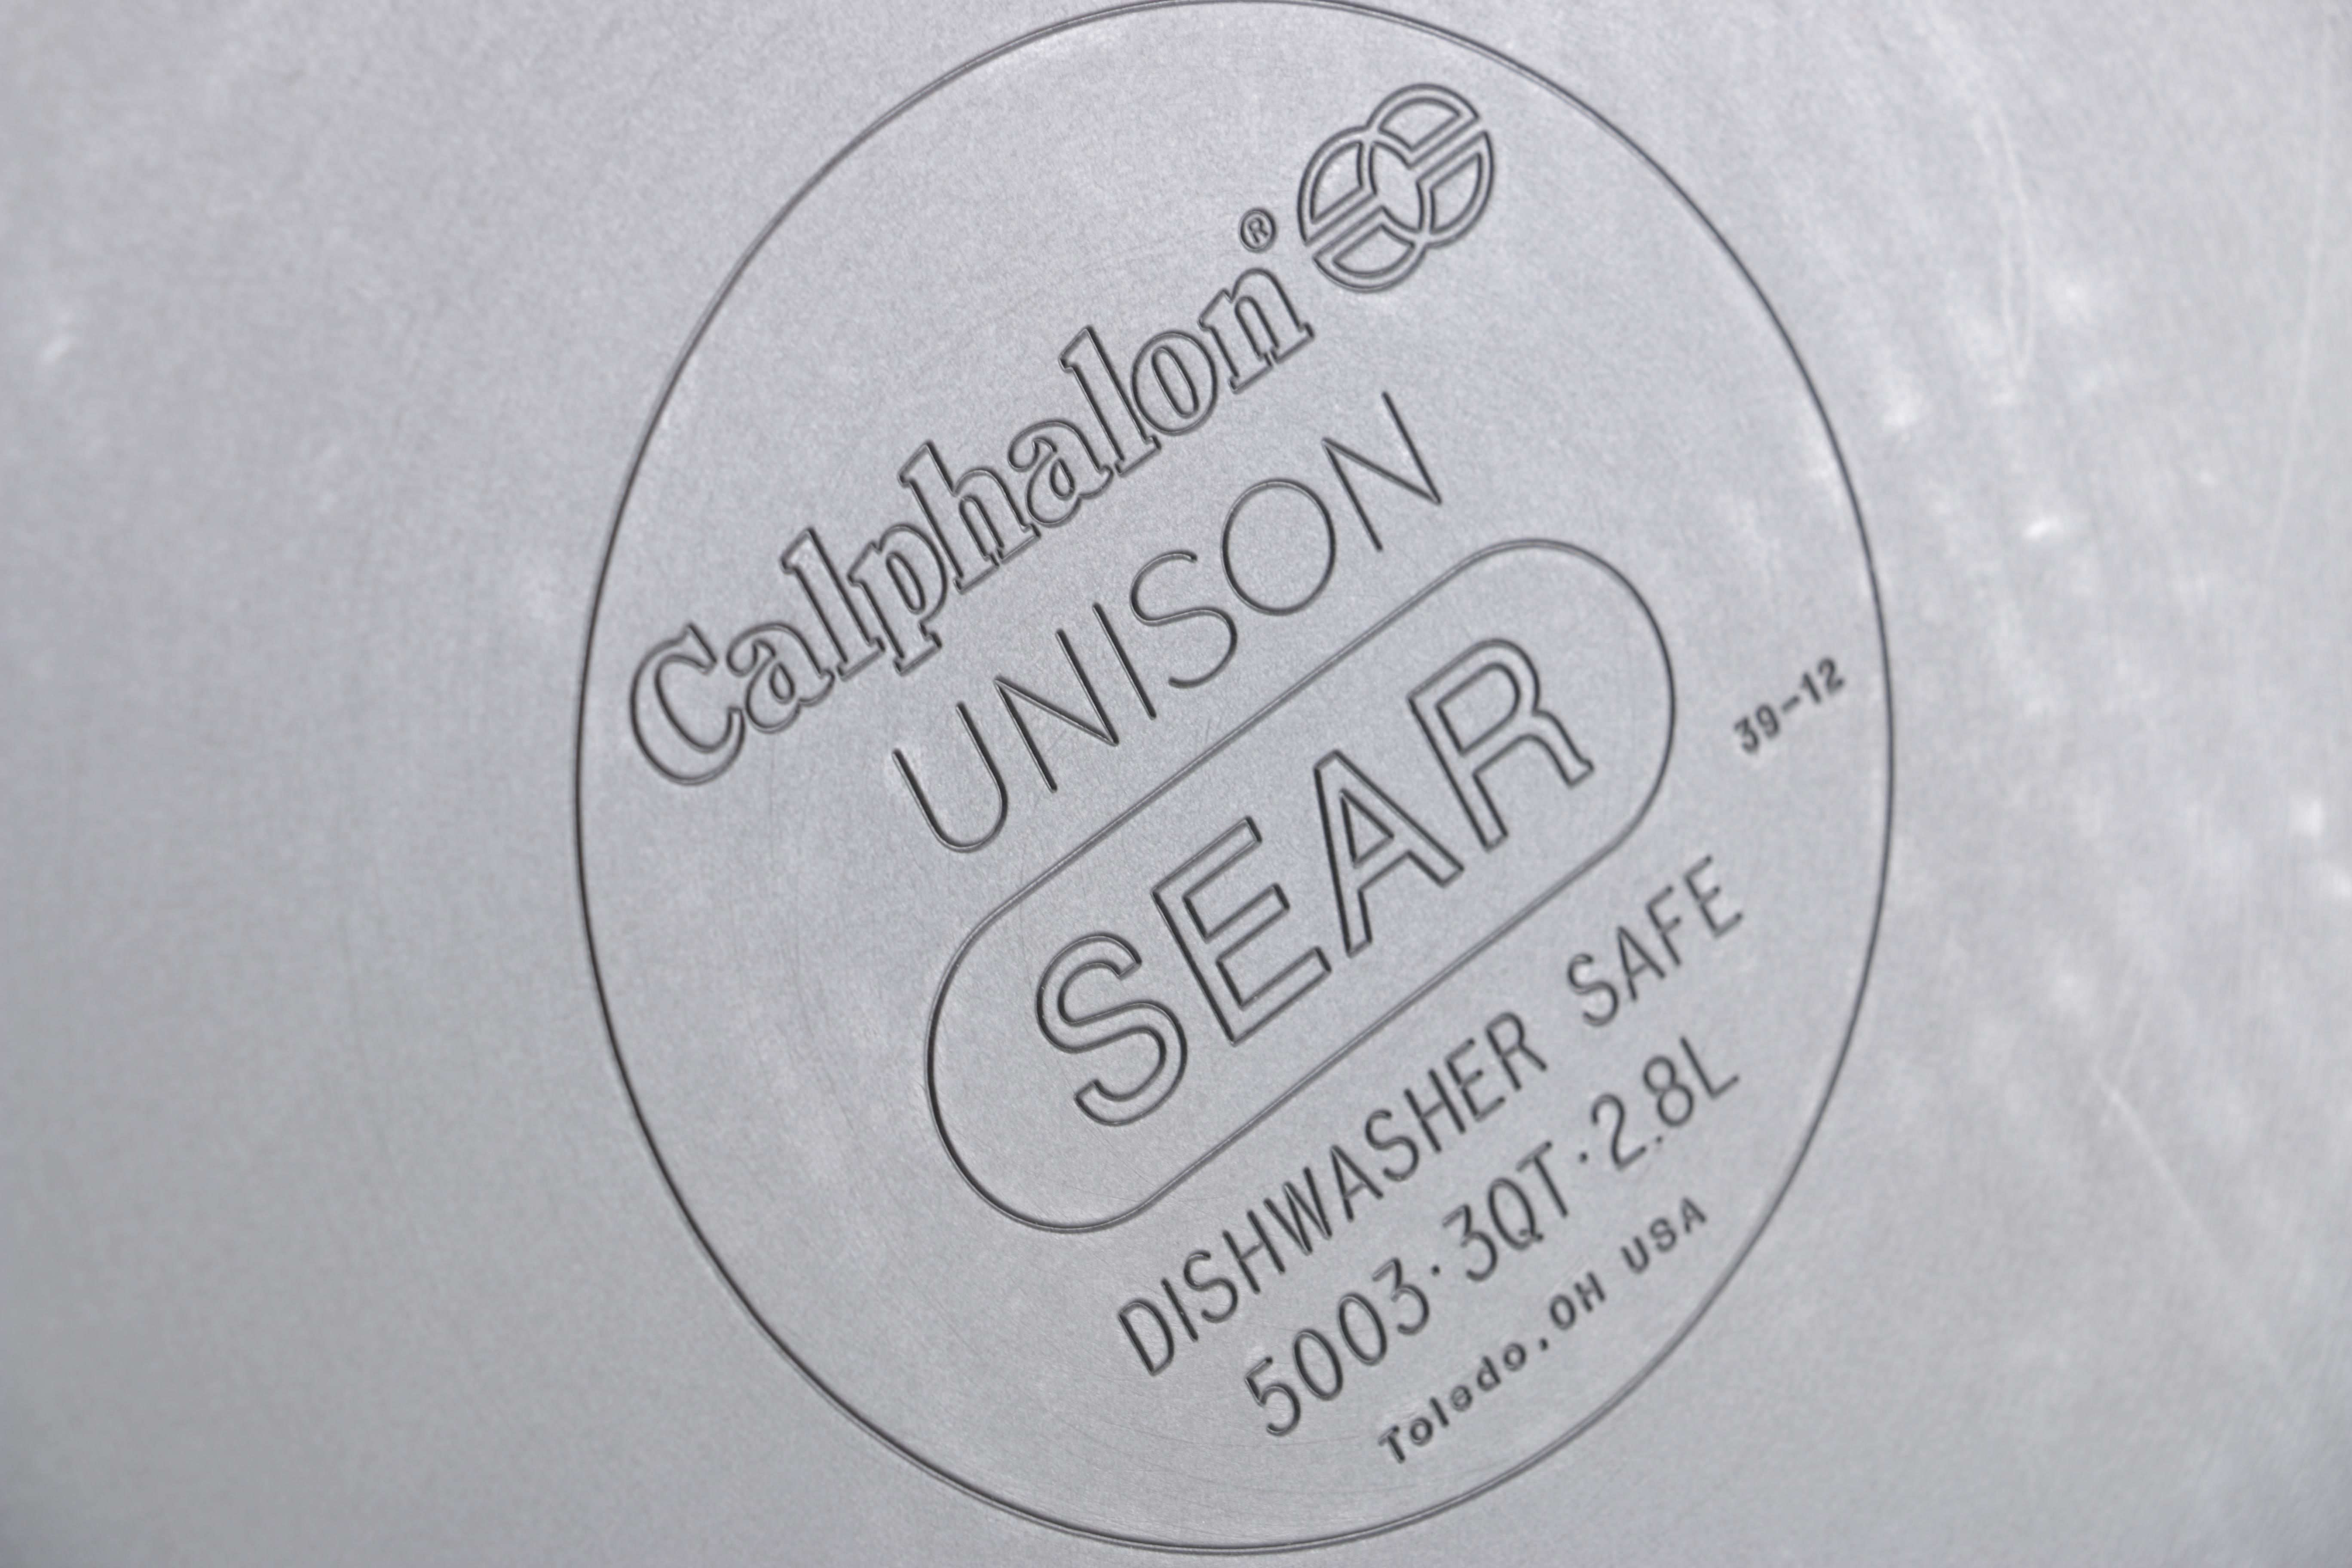 Calphalon®
UNISON
SEAR
39-12
DISHWASHER SAFE
5003·3QT·2.8L
Toledo,OH USA